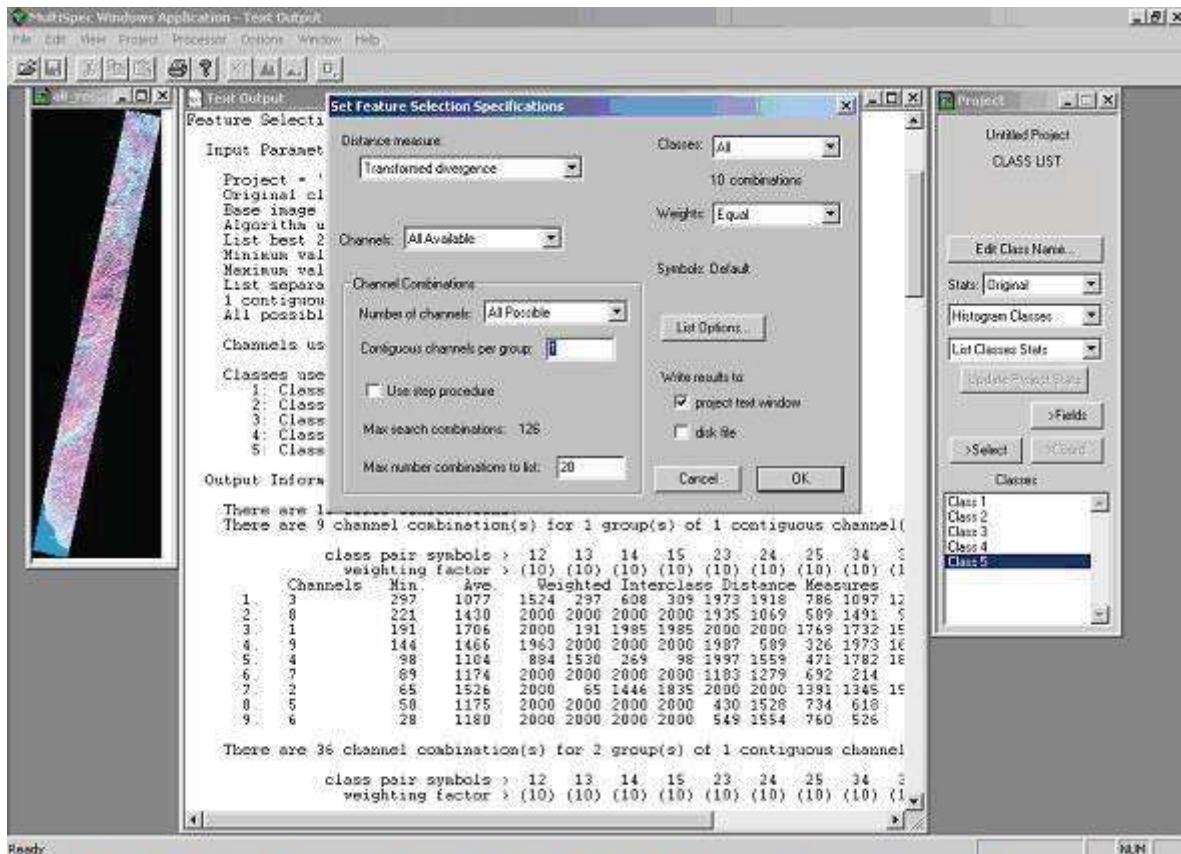 MultiSpec Windows Application - Text Output
File Edit View Project Processor Options Window Help
Text Output
Feature Selecti
Input Paramet
Project = '
Original cl
Base image
Algorithm u
List best 2
Minimum val
Maximum val
List separa
1 contiguou
All possibl
Channels us
Classes use
1: Class
2: Class
3: Class
4: Class
5: Class
Output Inform
Set Feature Selection Specifications
Distance measure:
Transformed divergence
Channels: All Available
Channel Combinations
Number of channels: All Possible
Contiguous channels per group: 1
Use step procedure
Max search combinations: 126
Max number combinations to list: 20
Classes: All
10 combinations
Weights: Equal
Symbols: Default
List Options...
Write results to:
project text window
disk file
Cancel OK
There are 9 channel combination(s) for 1 group(s) of 1 contiguous channel(
class pair symbols > 12 13 14 15 23 24 25 34 3
weighting factor > (10) (10) (10) (10) (10) (10) (10) (10) (1
Channels Min. Ave. Weighted Interclass Distance Measures
1. 3 297 1077 1524 297 608 309 1973 1918 786 1097 12
2. 8 221 1430 2000 2000 2000 2000 1935 1069 509 1491 9
3. 1 191 1706 2000 191 1985 1985 2000 2000 1769 1732 15
4. 9 144 1466 1963 2000 2000 2000 1987 589 326 1973 16
5. 4 98 1104 884 1530 269 98 1997 1559 471 1782 18
6. 7 89 1174 2000 2000 2000 2000 1183 1279 692 214
7. 2 65 1526 2000 65 1446 1835 2000 2000 1391 1345 19
8. 5 50 1175 2000 2000 2000 2000 430 1528 734 618
9. 6 28 1180 2000 2000 2000 2000 549 1554 760 526
There are 36 channel combination(s) for 2 group(s) of 1 contiguous channel
class pair symbols > 12 13 14 15 23 24 25 34 3
weighting factor > (10) (10) (10) (10) (10) (10) (10) (10) (1
Project
Untitled Project
CLASS LIST
Edit Class Name...
Stats: Original
Histogram Classes
List Classes Stats
Update Project Stats
>Fields
>Select >Coord...
Classes
Class 1
Class 2
Class 3
Class 4
Class 5
Ready
NUM